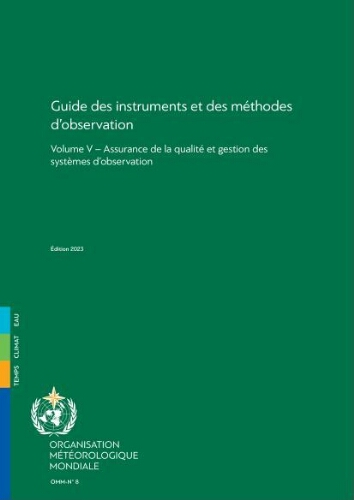 Guide des instruments et des méthodes
d'observation
Volume V – Assurance de la qualité et gestion des
systèmes d'observation
Édition 2023
TEMPS CLIMAT EAU
ORGANISATION
MÉTÉOROLOGIQUE
MONDIALE
OMM-N° 8